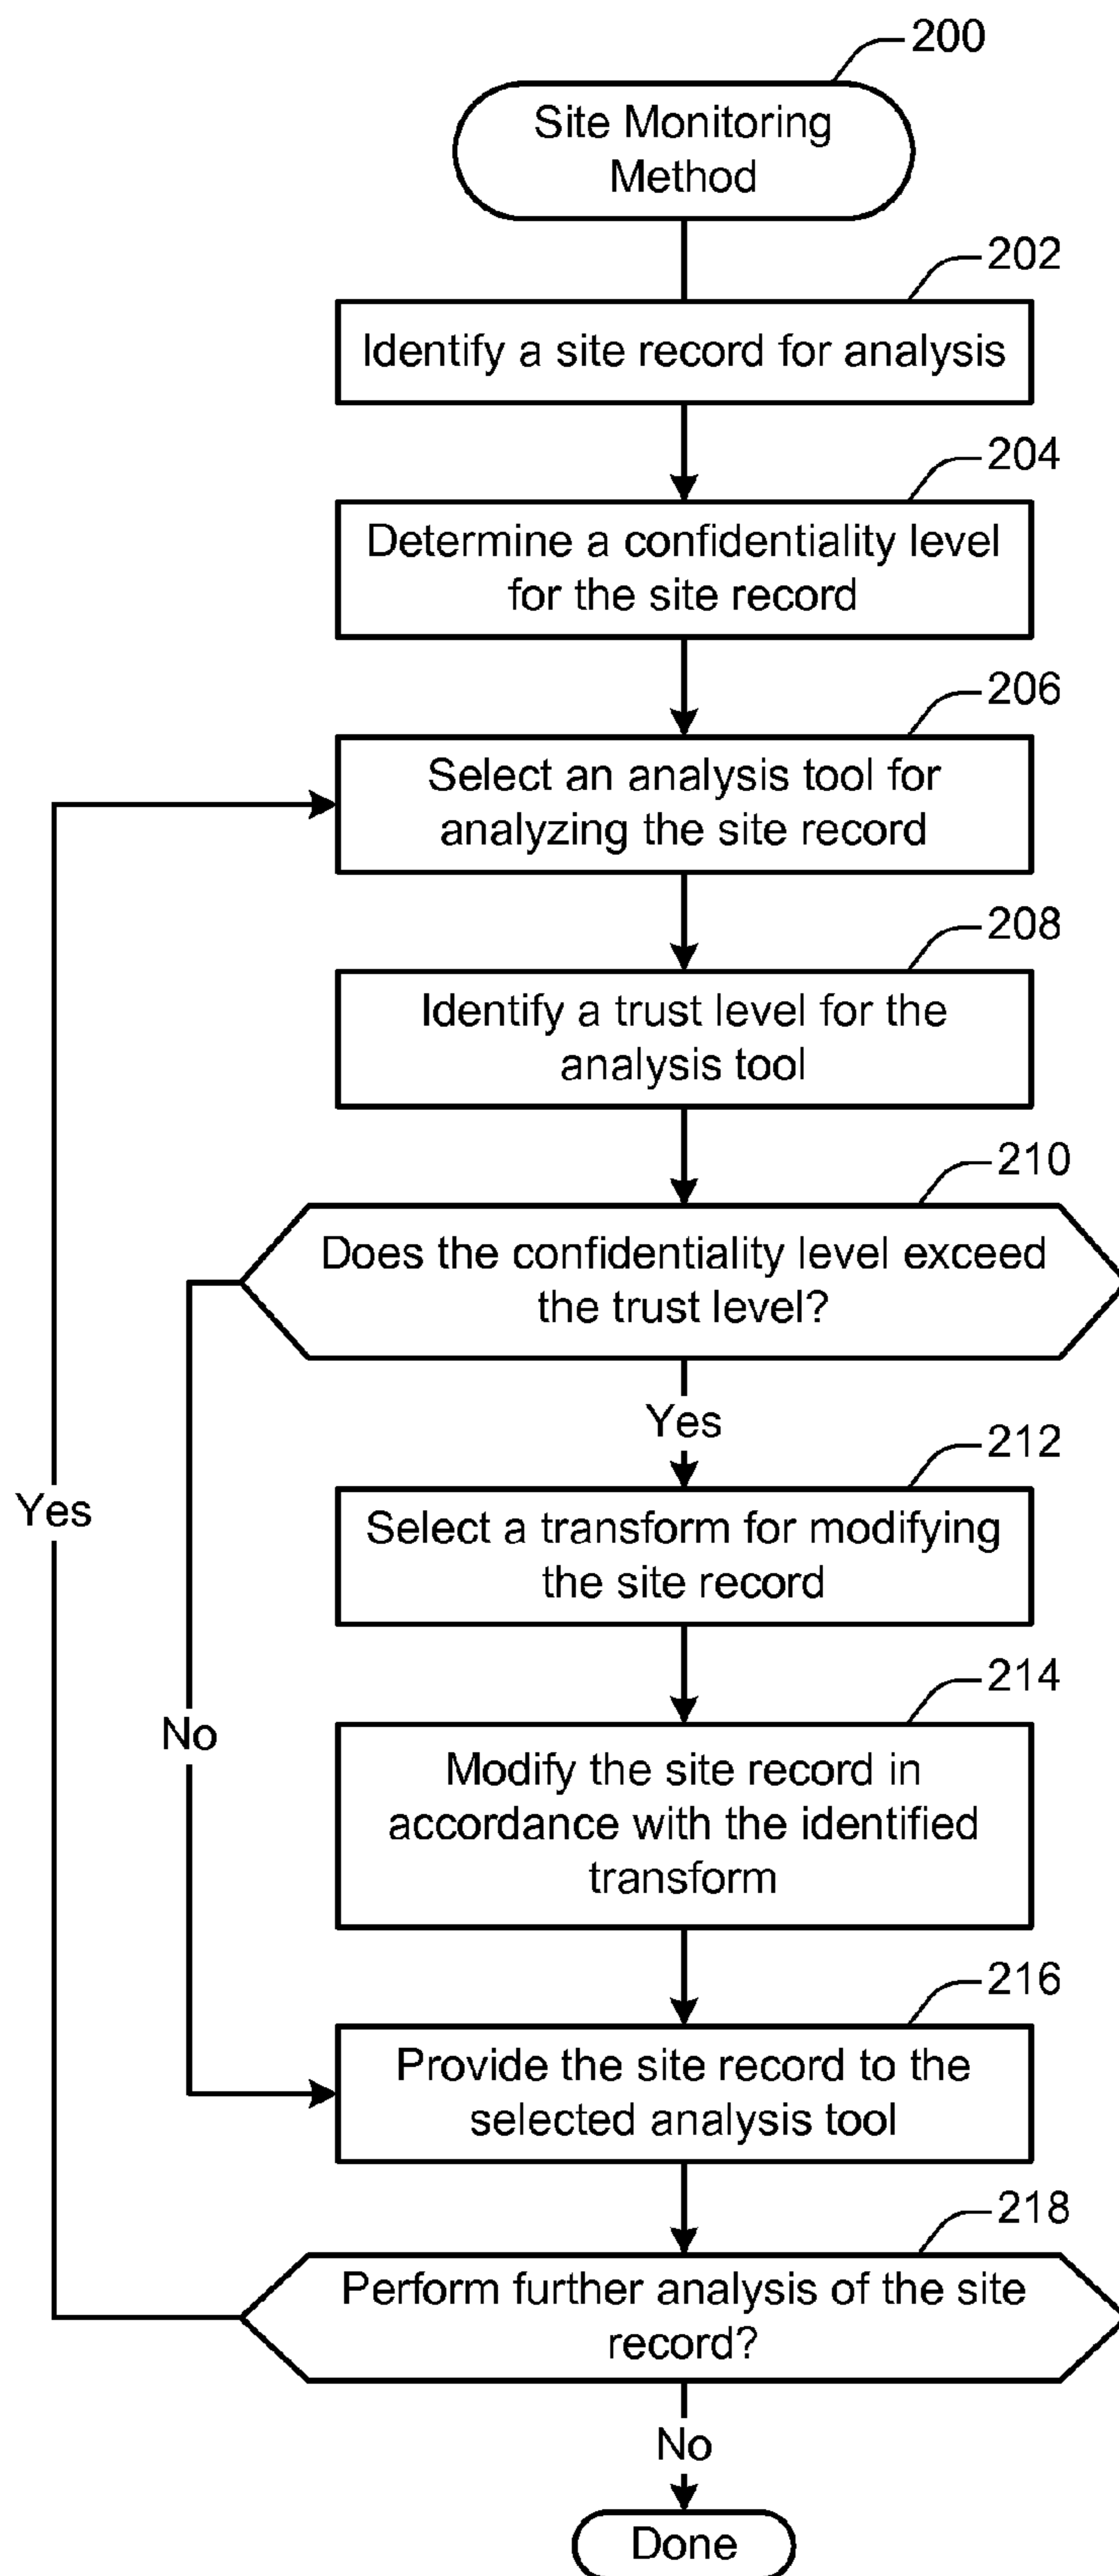 200
Site Monitoring
Method
202
Identify a site record for analysis
204
Determine a confidentiality level
for the site record
206
Select an analysis tool for
analyzing the site record
208
Identify a trust level for the
analysis tool
210
Does the confidentiality level exceed
the trust level?
Yes
212
Select a transform for modifying
the site record
Yes
214
No
Modify the site record in
accordance with the identified
transform
216
Provide the site record to the
selected analysis tool
218
Perform further analysis of the site
record?
No
Done